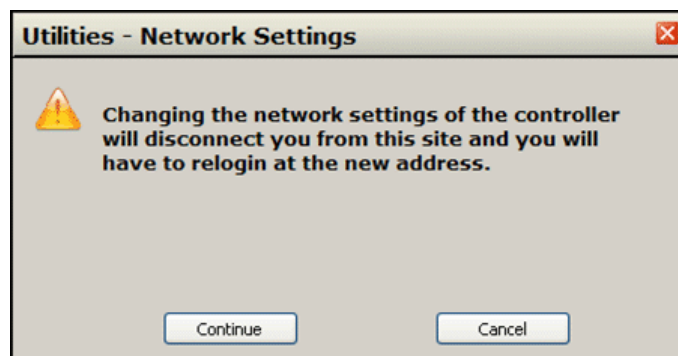 Utilities - Network Settings
Changing the network settings of the controller
will disconnect you from this site and you will
have to relogin at the new address.
Continue
Cancel